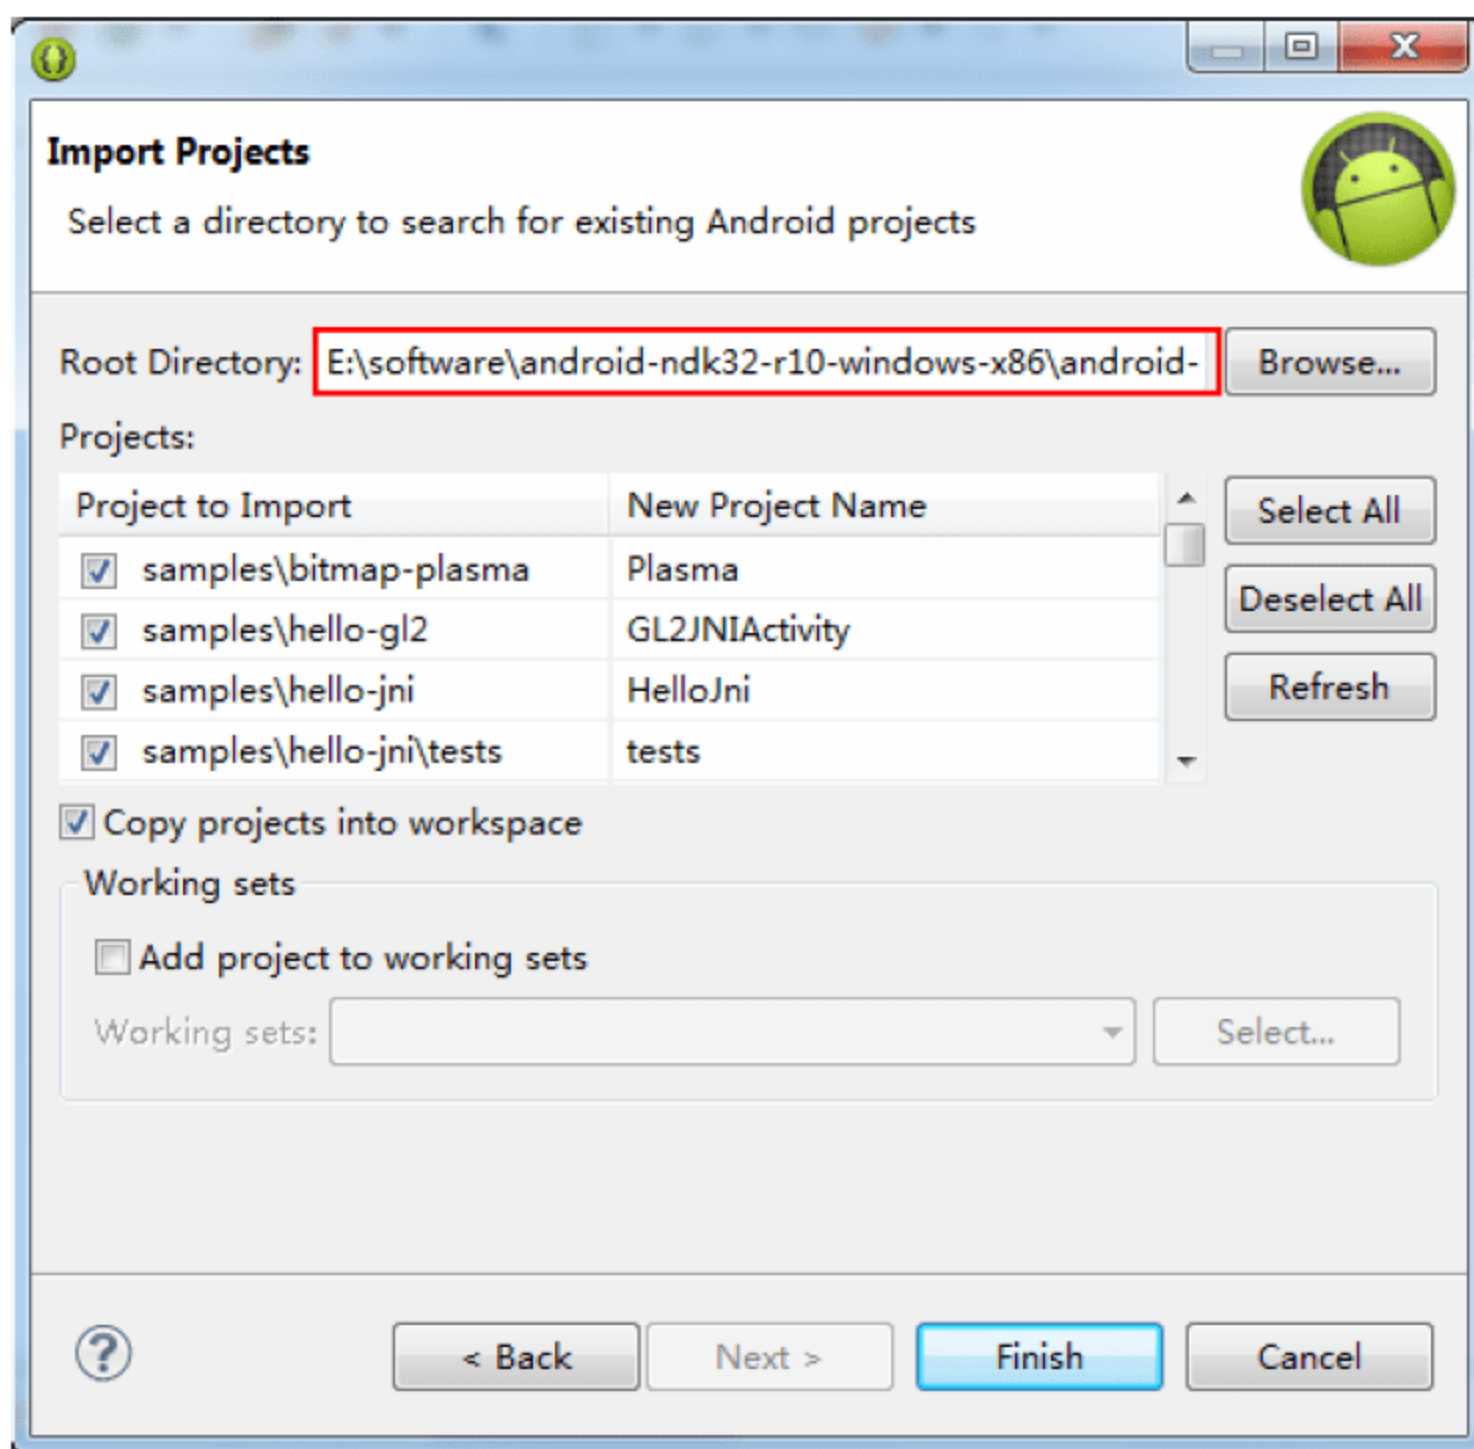 Import Projects
Select a directory to search for existing Android projects
Root Directory: E:\software\android-ndk32-r10-windows-x86\android- Browse...
Projects:
Project to Import New Project Name Select All
samples\bitmap-plasma Plasma
samples\hello-gl2 GL2JNIActivity Deselect All
samples\hello-jni HelloJni Refresh
samples\hello-jni\tests tests
Copy projects into workspace
Working sets
Add project to working sets
Working sets: Select...
? < Back Next > Finish Cancel